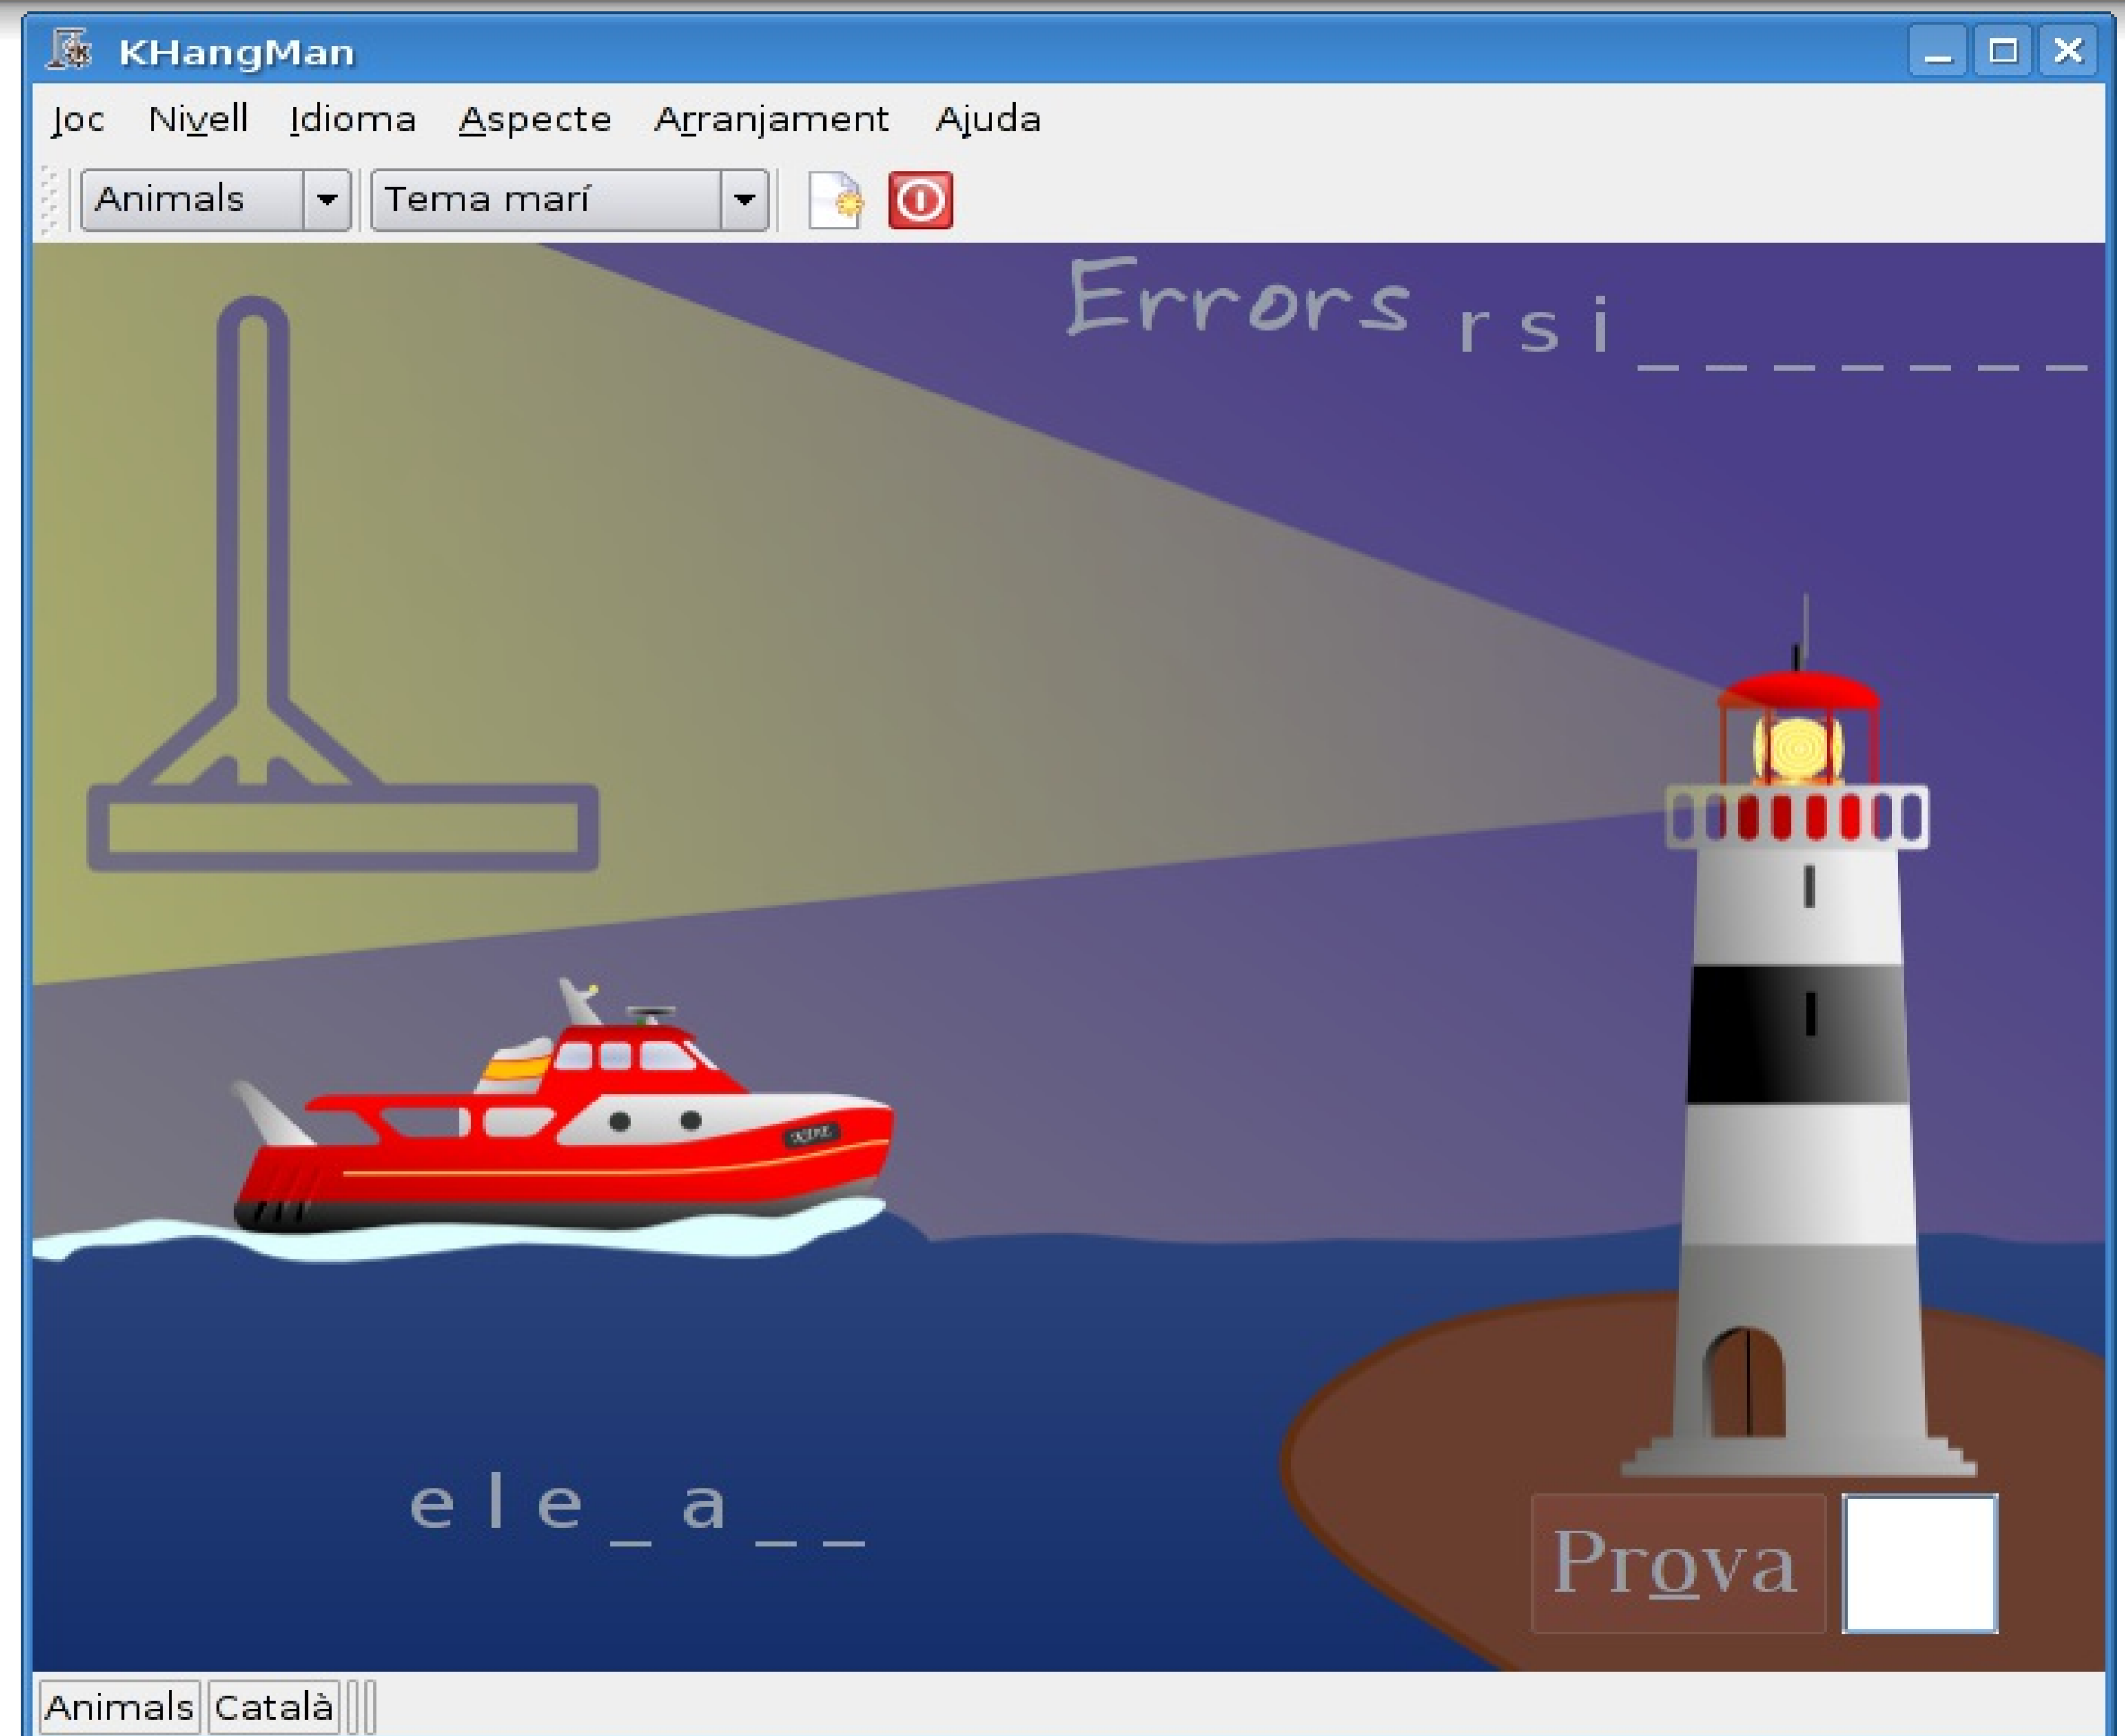 KHangMan
Joc Nivell Idioma Aspecte Arranjament Ajuda
Animals Tema marí
Errors r s i _ _ _ _ _ _ _
e l e _ a _ _
Prova
Animals Català